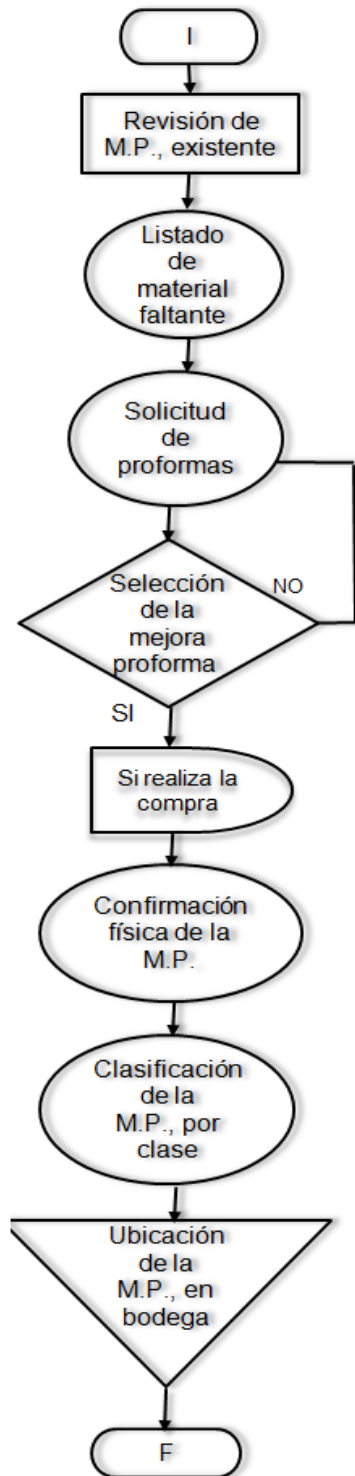 I
Revisión de
M.P., existente
Listado
de
material
faltante
Solicitud
de
proformas
Selección
de la
mejora
proforma
NO
SI
Si realiza la
compra
Confirmación
física de la
M.P.
Clasificación
de la
M.P., por
clase
Ubicación
de la
M.P., en
bodega
F